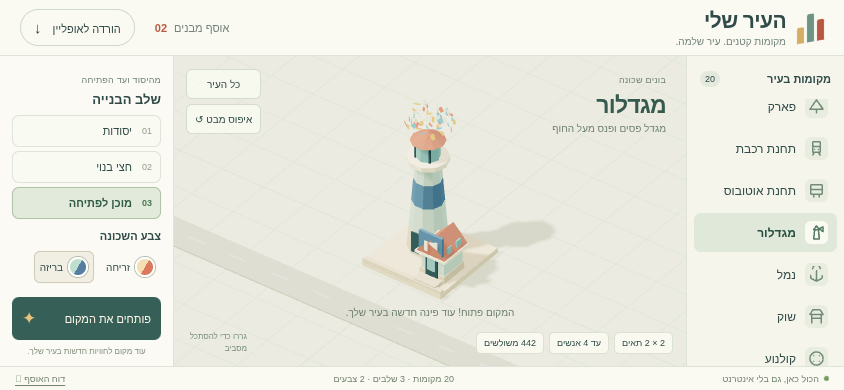 העיר שלי
מקומות קטנים. עיר שלמה.
אוסף מבנים 02
הורדה לאופליין ↓
מקומות בעיר 20
פארק
תחנת רכבת
תחנת אוטובוס
מגדלור
נמל
שוק
קולנוע
בונים שכונה
מגדלור
מגדל פסים ופנס מעל החוף
כל העיר
איפוס מבט ↺
המקום פתוח! עוד פינה חדשה בעיר שלך.
2 × 2 תאים
עד 4 אנשים
442 משולשים
גררו כדי להסתכל
מסביב
מהיסוד ועד הפתיחה
שלב הבנייה
01 יסודות
02 חצי בנוי
03 מוכן לפתיחה
צבע השכונה
זריחה
בריזה
פותחים את המקום ✦
עוד מקום לחוויות חדשות בעיר שלך.
הכול כאן, גם בלי אינטרנט
20 מקומות · 3 שלבים · 2 צבעים
דוח האוסף